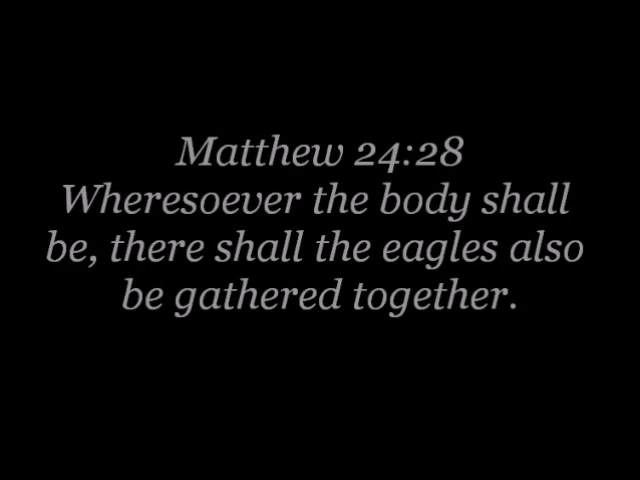 Matthew 24:28
Wheresoever the body shall
be, there shall the eagles also
be gathered together.